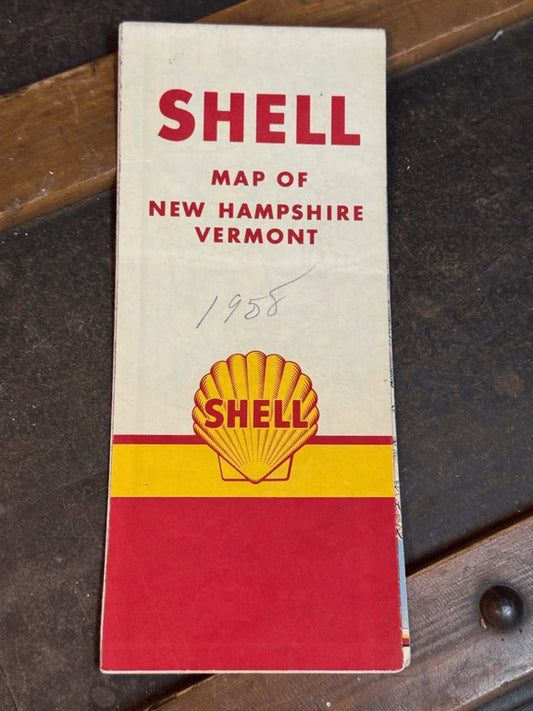 SHELL
MAP OF
NEW HAMPSHIRE
VERMONT
1958
SHELL